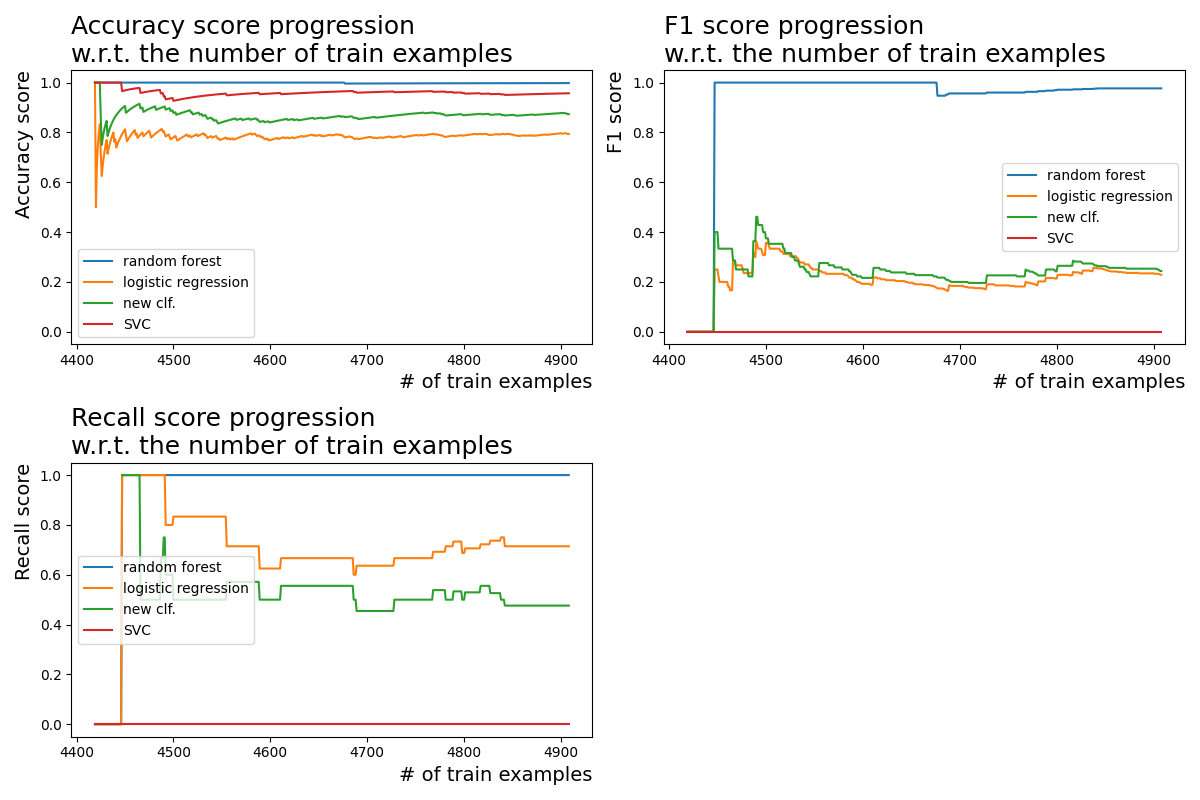 Accuracy score progression
w.r.t. the number of train examples
Accuracy score
1.0
0.8
0.6
0.4
0.2
0.0
random forest
logistic regression
new clf.
SVC
4400 4500 4600 4700 4800 4900
# of train examples
F1 score progression
w.r.t. the number of train examples
F1 score
1.0
0.8
0.6
0.4
0.2
0.0
random forest
logistic regression
new clf.
SVC
4400 4500 4600 4700 4800 4900
# of train examples
Recall score progression
w.r.t. the number of train examples
Recall score
1.0
0.8
0.6
0.4
0.2
0.0
random forest
logistic regression
new clf.
SVC
4400 4500 4600 4700 4800 4900
# of train examples